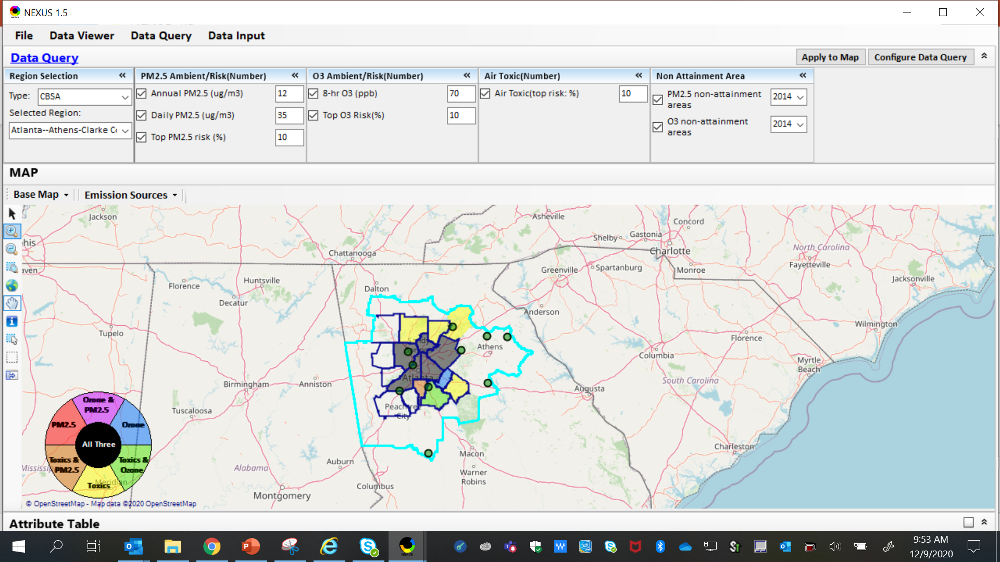 NEXUS 1.5
File Data Viewer Data Query Data Input
Data Query
Apply to Map Configure Data Query
Region Selection
Type: CBSA
Selected Region:
Atlanta--Athens-Clarke C
PM2.5 Ambient/Risk(Number)
Annual PM2.5 (ug/m3) 12
Daily PM2.5 (ug/m3) 35
Top PM2.5 risk (%) 10
O3 Ambient/Risk(Number)
8-hr O3 (ppb) 70
Top O3 Risk(%) 10
Air Toxic(Number)
Air Toxic(top risk: %) 10
Non Attainment Area
PM2.5 non-attainment
areas
2014
O3 non-attainment
areas
2014
MAP
Base Map Emission Sources
Jackson
Asheville
Concord
Shelby
Gastonia
Charlotte
North Carolina
his
Chattanooga
Fayetteville
aven
Greenville
Spartanburg
Monroe
Jacksonville
Florence
Huntsville
Dalton
Decatur
Anderson
Wilmington
Tupelo
Sandy
Athens
Florence
Columbia
Myrtle
Beach
Atlanta
Birmingham
Anniston
South Carolina
Augusta
Tuscaloosa
Peachtree
City
Charleston
Macon
Auburn
Alabama
Mississip
Warner
Robins
Columbus
Meridian
Montgomery
Ozone &
PM2.5
PM2.5
Ozone
All Three
Toxics &
PM2.5
Toxics &
Ozone
Toxics
© OpenStreetMap - Map data ©2020 OpenStreetMap
Attribute Table
9:53 AM
12/9/2020